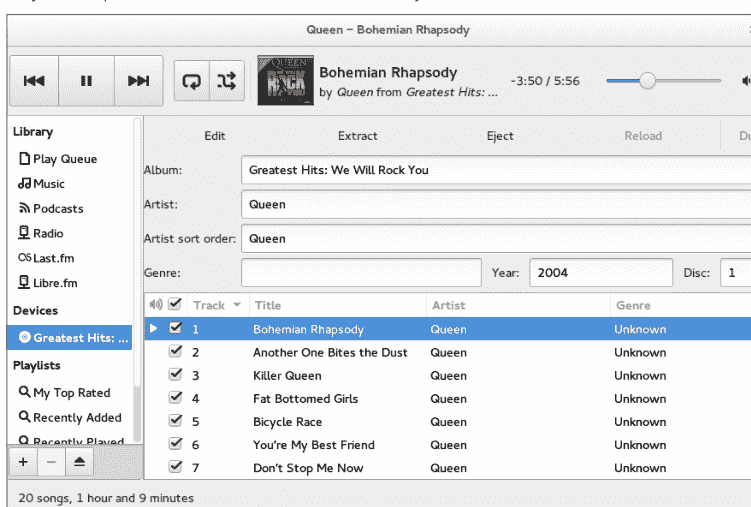 Queen – Bohemian Rhapsody
Bohemian Rhapsody
by Queen from Greatest Hits: ...
-3:50 / 5:56
Library
Play Queue
Music
Podcasts
Radio
Last.fm
Libre.fm
Devices
Greatest Hits: ...
Playlists
My Top Rated
Recently Added
Recently Played
Edit Extract Eject Reload
Album: Greatest Hits: We Will Rock You
Artist: Queen
Artist sort order: Queen
Genre: Year: 2004 Disc: 1
Track Title Artist Genre
1 Bohemian Rhapsody Queen Unknown
2 Another One Bites the Dust Queen Unknown
3 Killer Queen Queen Unknown
4 Fat Bottomed Girls Queen Unknown
5 Bicycle Race Queen Unknown
6 You're My Best Friend Queen Unknown
7 Don't Stop Me Now Queen Unknown
20 songs, 1 hour and 9 minutes